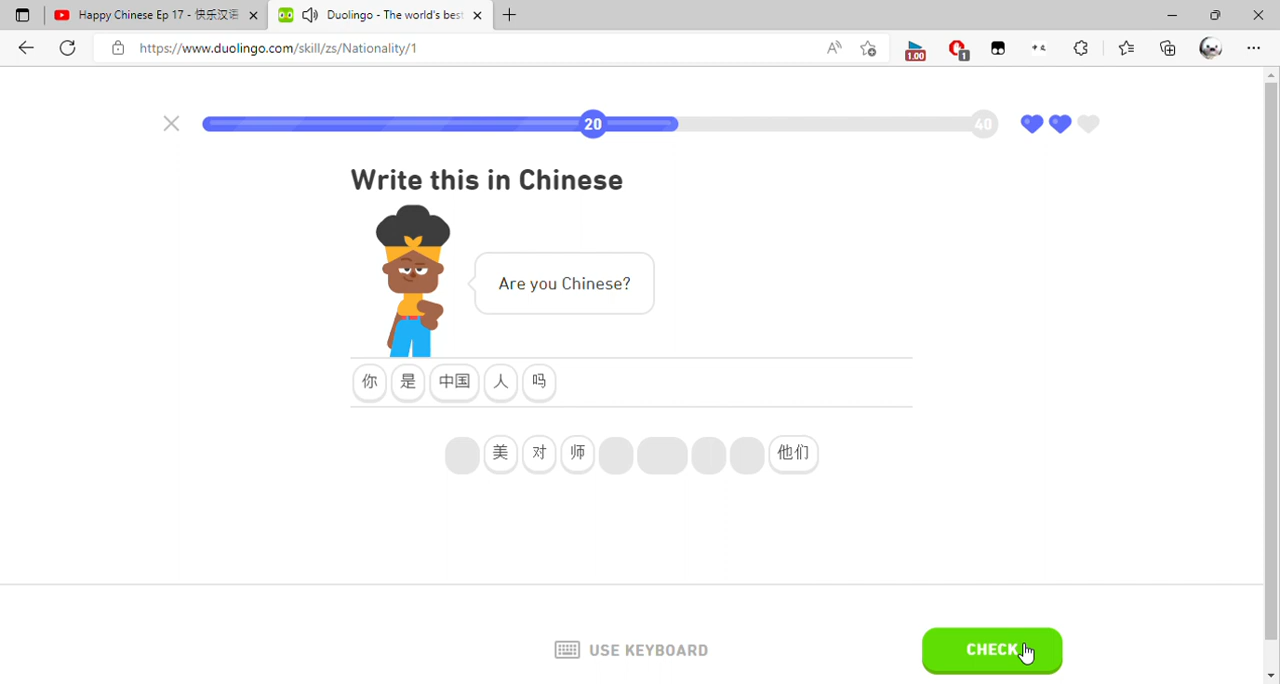 Happy Chinese Ep 17 - 快乐汉语
Duolingo - The world's best
https://www.duolingo.com/skill/zs/Nationality/1
1.00
1
20
40
Write this in Chinese
Are you Chinese?
你 是 中国 人 吗
美 对 师 他们
USE KEYBOARD
CHECK